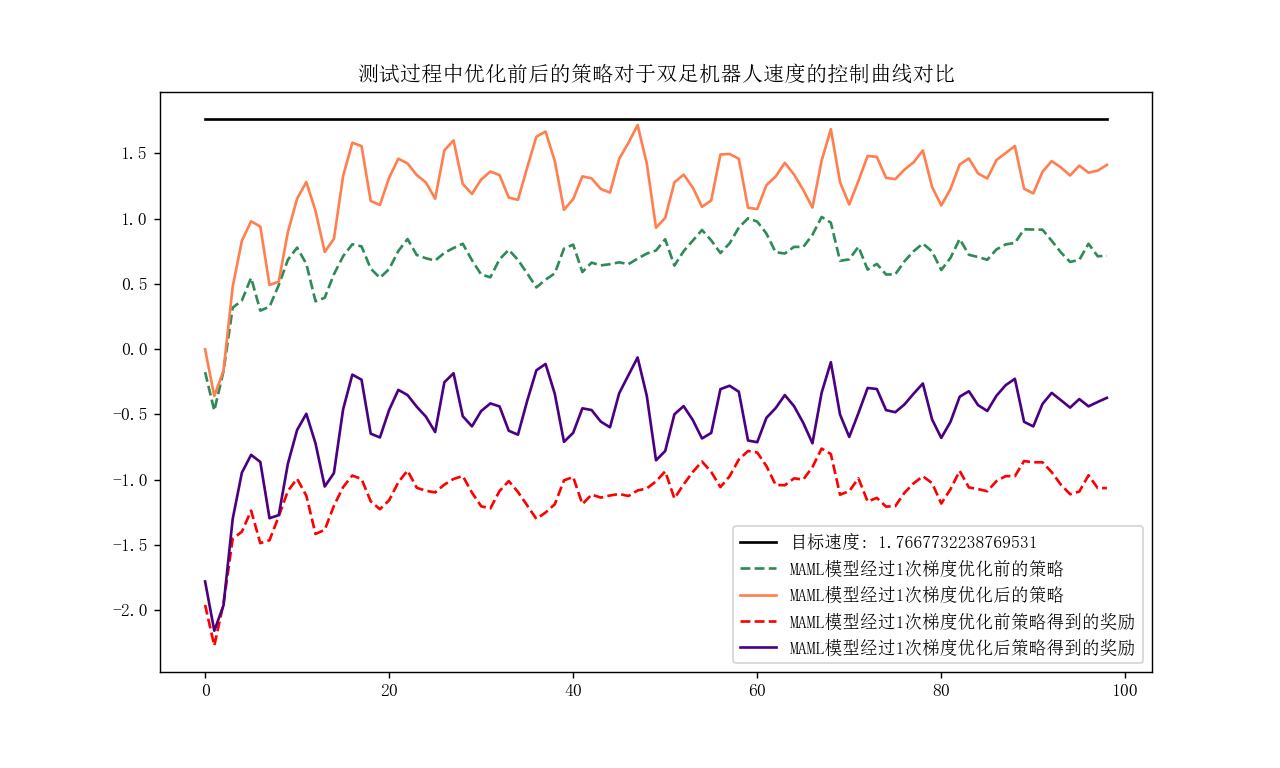 测试过程中优化前后的策略对于双足机器人速度的控制曲线对比
1.5
1.0
0.5
0.0
−0.5
−1.0
−1.5
−2.0
目标速度: 1.7667732238769531
MAML模型经过1次梯度优化前的策略
MAML模型经过1次梯度优化后的策略
MAML模型经过1次梯度优化前策略得到的奖励
MAML模型经过1次梯度优化后策略得到的奖励
0 20 40 60 80 100